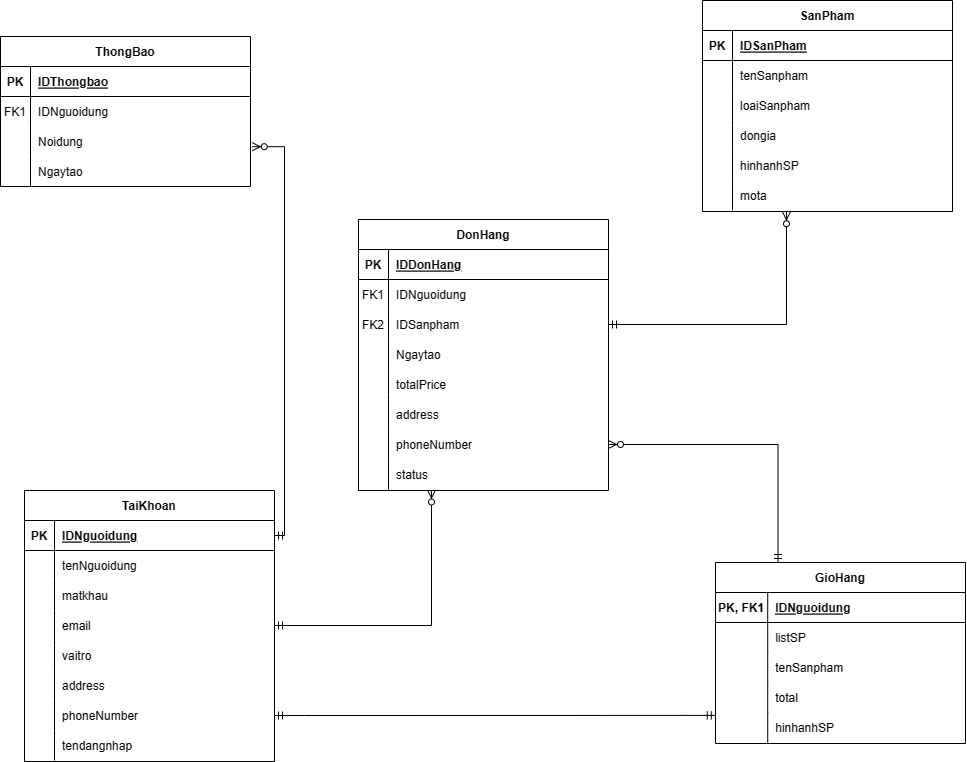 ThongBao
PK IDThongbao
FK1 IDNguoidung
Noidung
Ngaytao
SanPham
PK IDSanPham
tenSanpham
loaiSanpham
dongia
hinhanhSP
mota
DonHang
PK IDDonHang
FK1 IDNguoidung
FK2 IDSanpham
Ngaytao
totalPrice
address
phoneNumber
status
TaiKhoan
PK IDNguoidung
tenNguoidung
matkhau
email
vaitro
address
phoneNumber
tendangnhap
GioHang
PK, FK1 IDNguoidung
listSP
tenSanpham
total
hinhanhSP